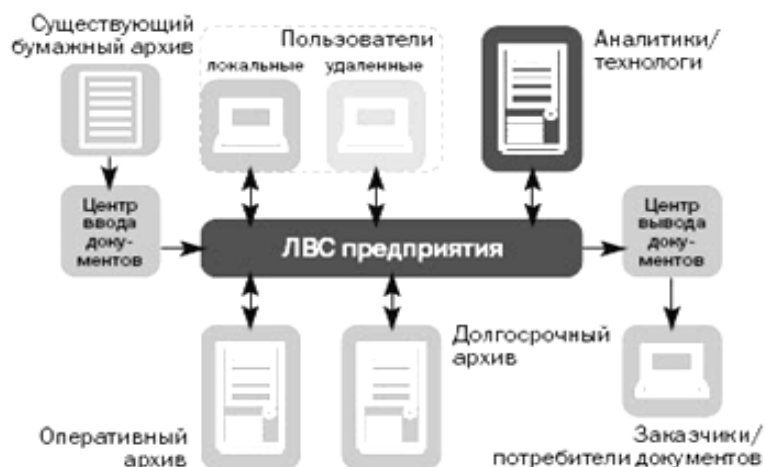 Существующий
бумажный архив
Пользователи
локальные
удаленные
Аналитики/
технологи
Центр
ввода
доку-
ментов
ЛВС предприятия
Центр
вывода
доку-
ментов
Оперативный
архив
Долгосрочный
архив
Заказчики/
потребители документов